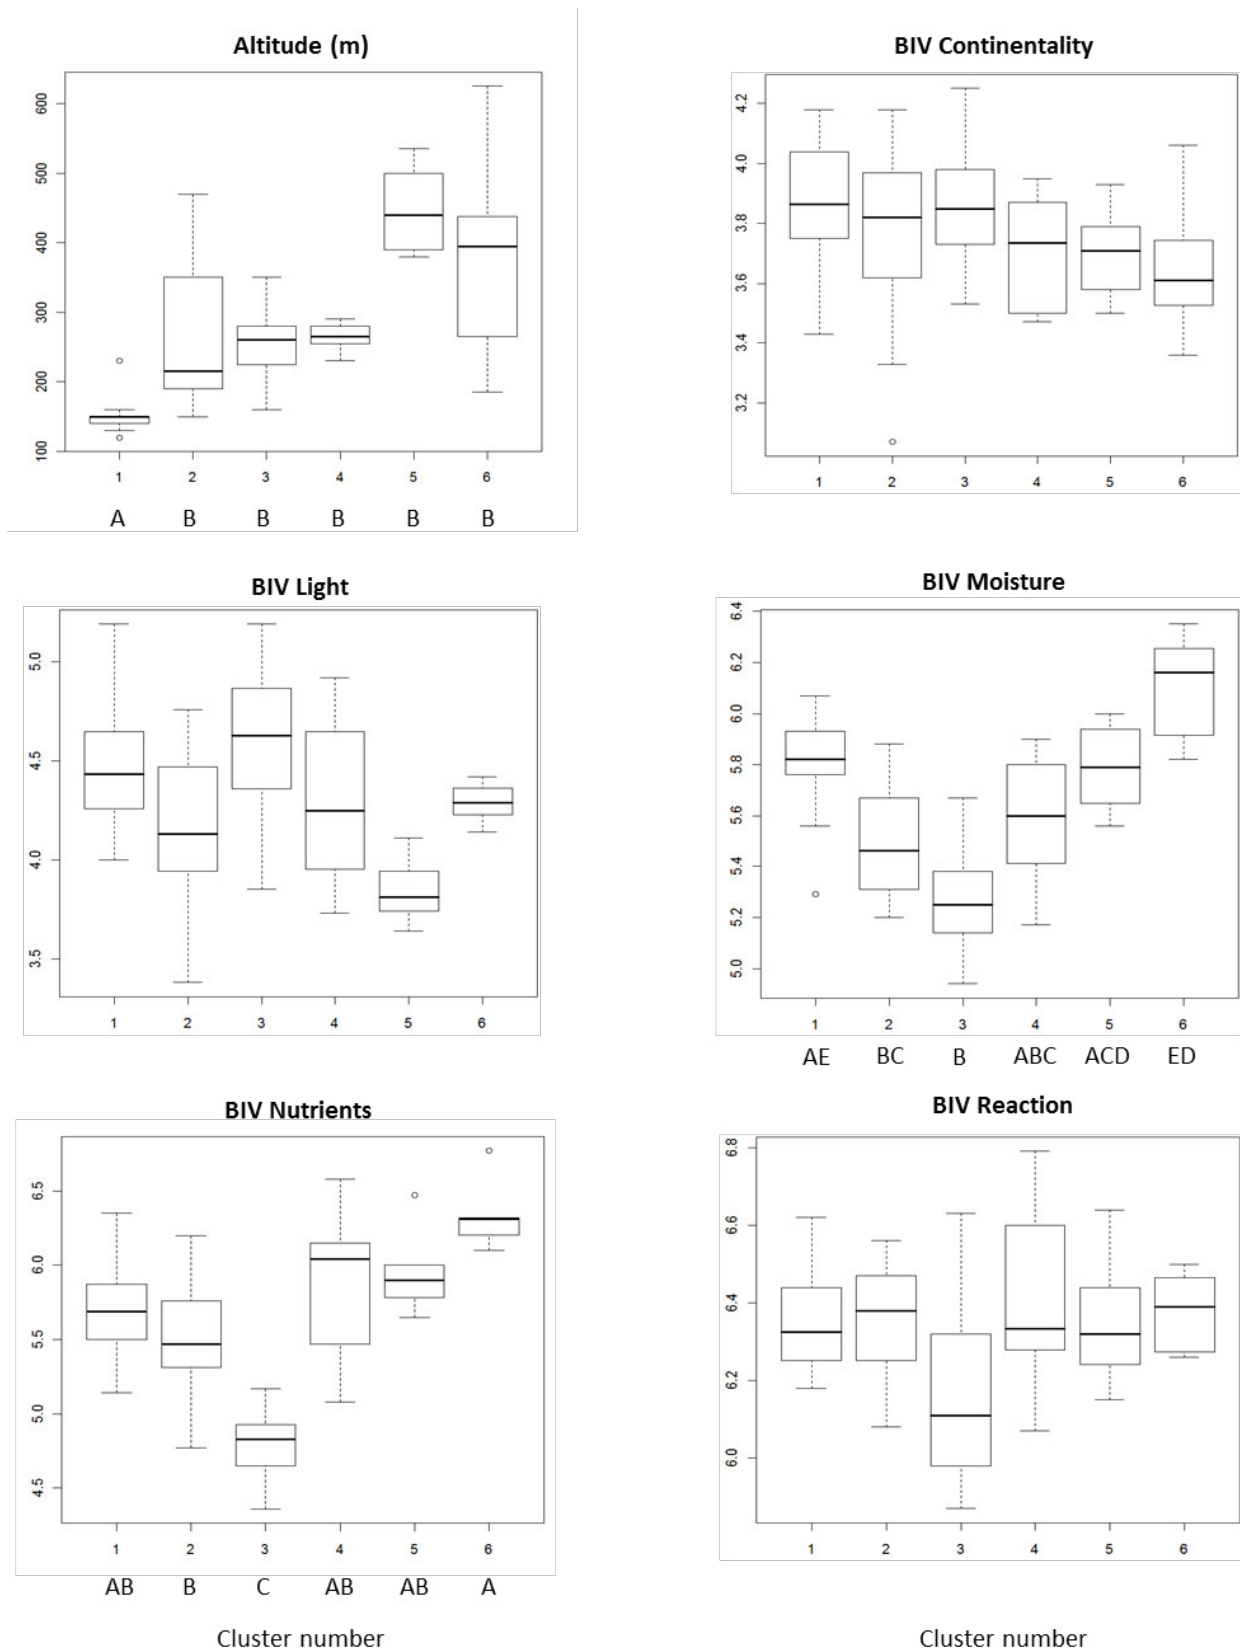 Altitude (m)
600
500
400
300
200
100
1 2 3 4 5 6
A B B B B B
BIV Continentality
4.2
4.0
3.8
3.6
3.4
3.2
1 2 3 4 5 6
BIV Light
5.0
4.5
4.0
3.5
1 2 3 4 5 6
BIV Moisture
6.4
6.2
6.0
5.8
5.6
5.4
5.2
5.0
1 2 3 4 5 6
AE BC B ABC ACD ED
BIV Nutrients
6.5
6.0
5.5
5.0
4.5
1 2 3 4 5 6
AB B C AB AB A
Cluster number
BIV Reaction
6.8
6.6
6.4
6.2
6.0
1 2 3 4 5 6
Cluster number